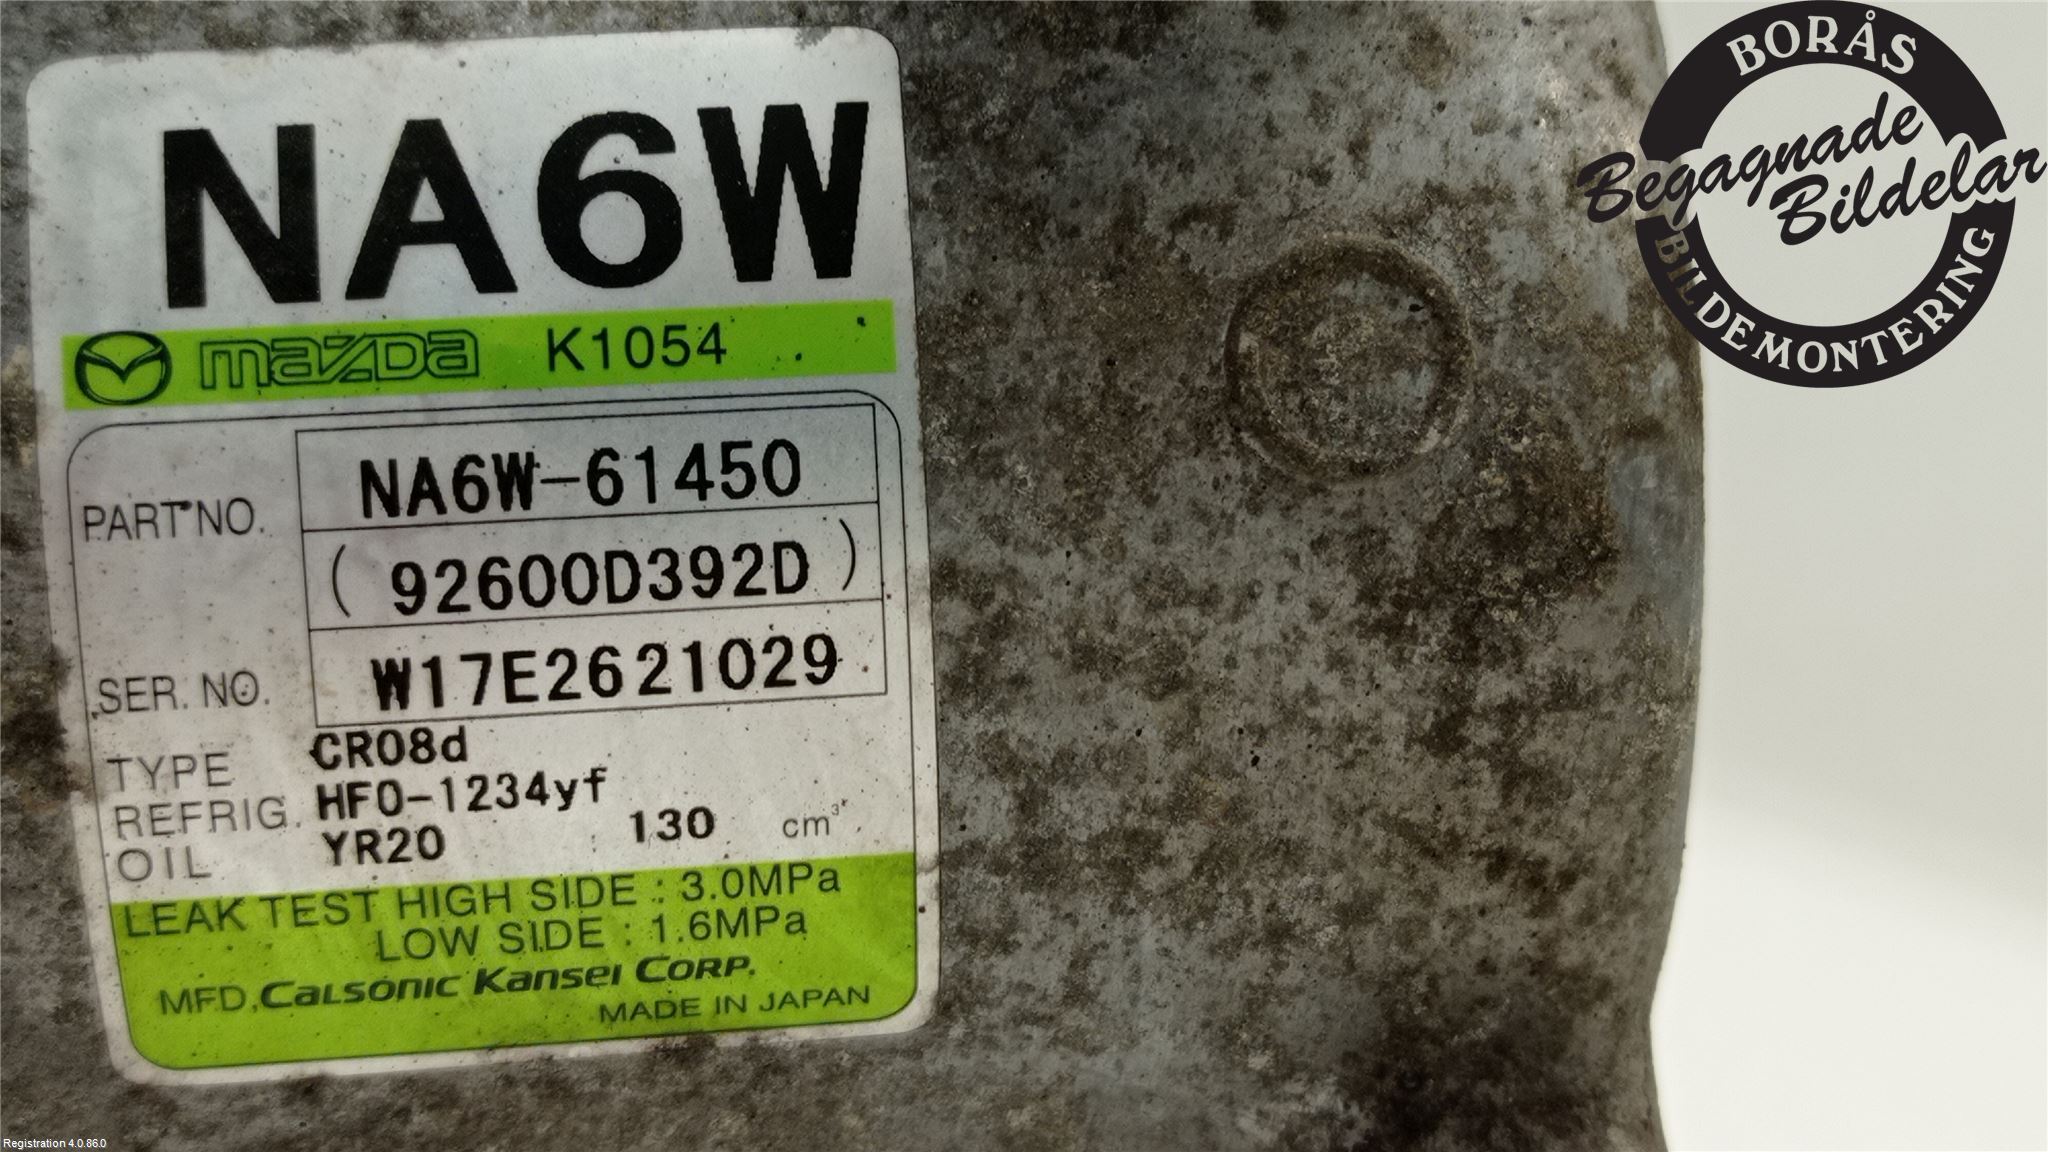 NA6W
mazda K1054
PART NO. NA6W-61450
( 92600D392D )
SER. NO. W17E2621029
TYPE CR08d
REFRIG. HFO-1234yf
OIL YR20 130 cm³
LEAK TEST HIGH SIDE : 3.0MPa
LOW SIDE : 1.6MPa
MFD. Calsonic Kansei Corp.
MADE IN JAPAN
BORÅS
Begagnade
Bildelar
BILDEMONTERING
Registration 4.0.86.0